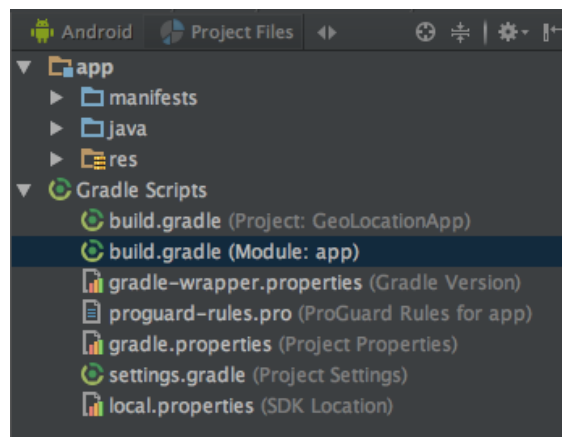 Android Project Files
app
manifests
java
res
Gradle Scripts
build.gradle (Project: GeoLocationApp)
build.gradle (Module: app)
gradle-wrapper.properties (Gradle Version)
proguard-rules.pro (ProGuard Rules for app)
gradle.properties (Project Properties)
settings.gradle (Project Settings)
local.properties (SDK Location)